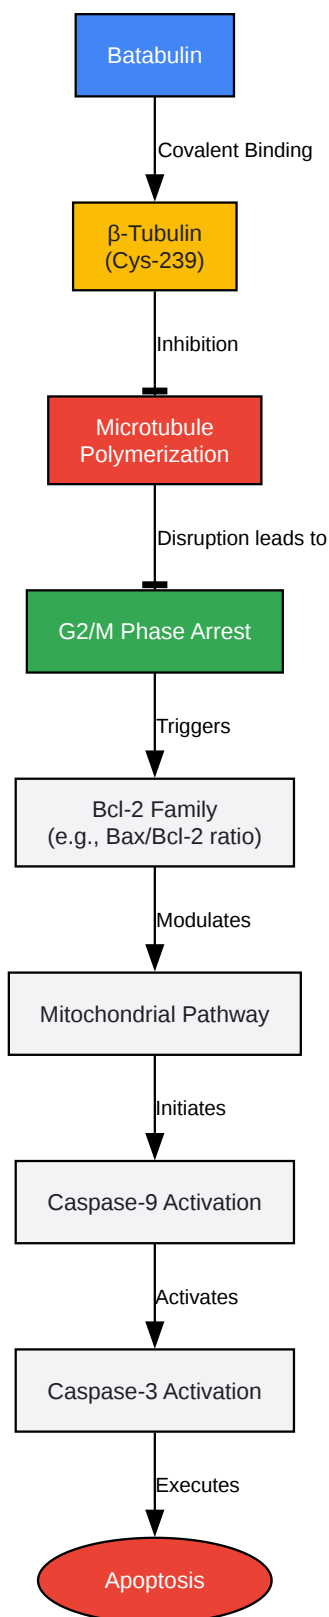 Batabulin
Covalent Binding
β-Tubulin
(Cys-239)
Inhibition
Microtubule
Polymerization
Disruption leads to
G2/M Phase Arrest
Triggers
Bcl-2 Family
(e.g., Bax/Bcl-2 ratio)
Modulates
Mitochondrial Pathway
Initiates
Caspase-9 Activation
Activates
Caspase-3 Activation
Executes
Apoptosis